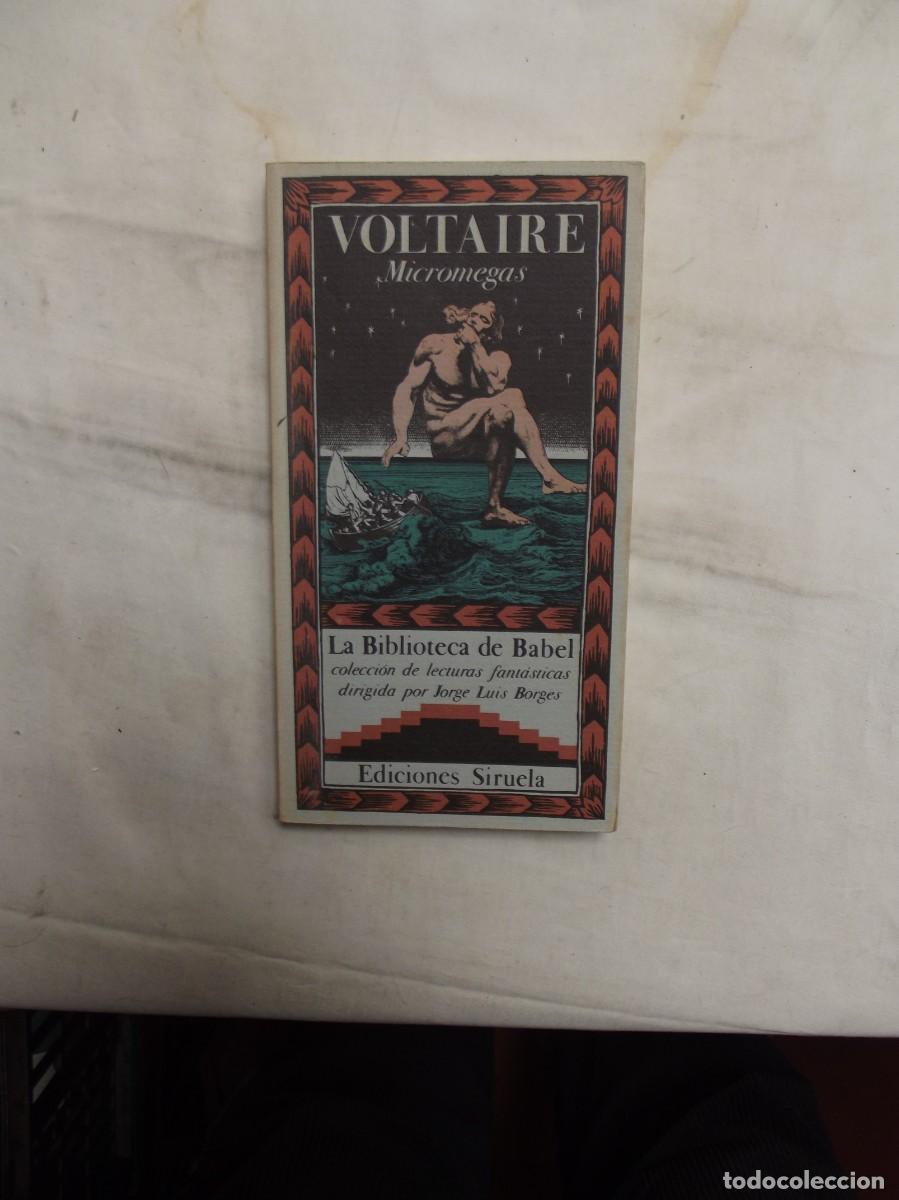 VOLTAIRE
Micromegas
La Biblioteca de Babel
colección de lecturas fantásticas
dirigida por Jorge Luis Borges
Ediciones Siruela
todocoleccion